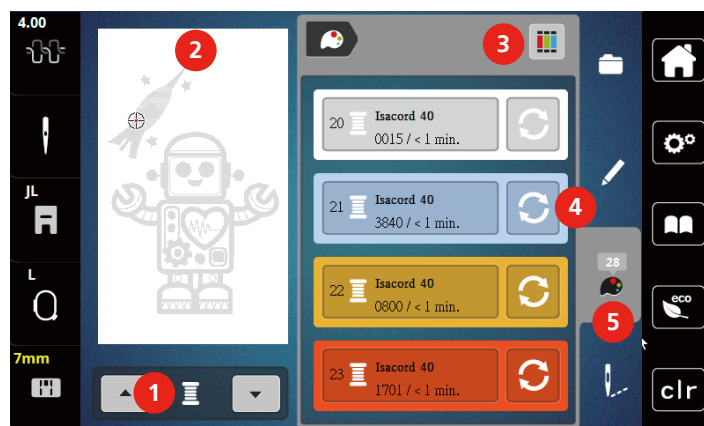 4.00
2
3
20
Isacord 40
0015 / < 1 min.
JL
21
Isacord 40
3840 / < 1 min.
4
28
L
22
Isacord 40
0800 / < 1 min.
5
eco
7mm
1
23
Isacord 40
1701 / < 1 min.
clr